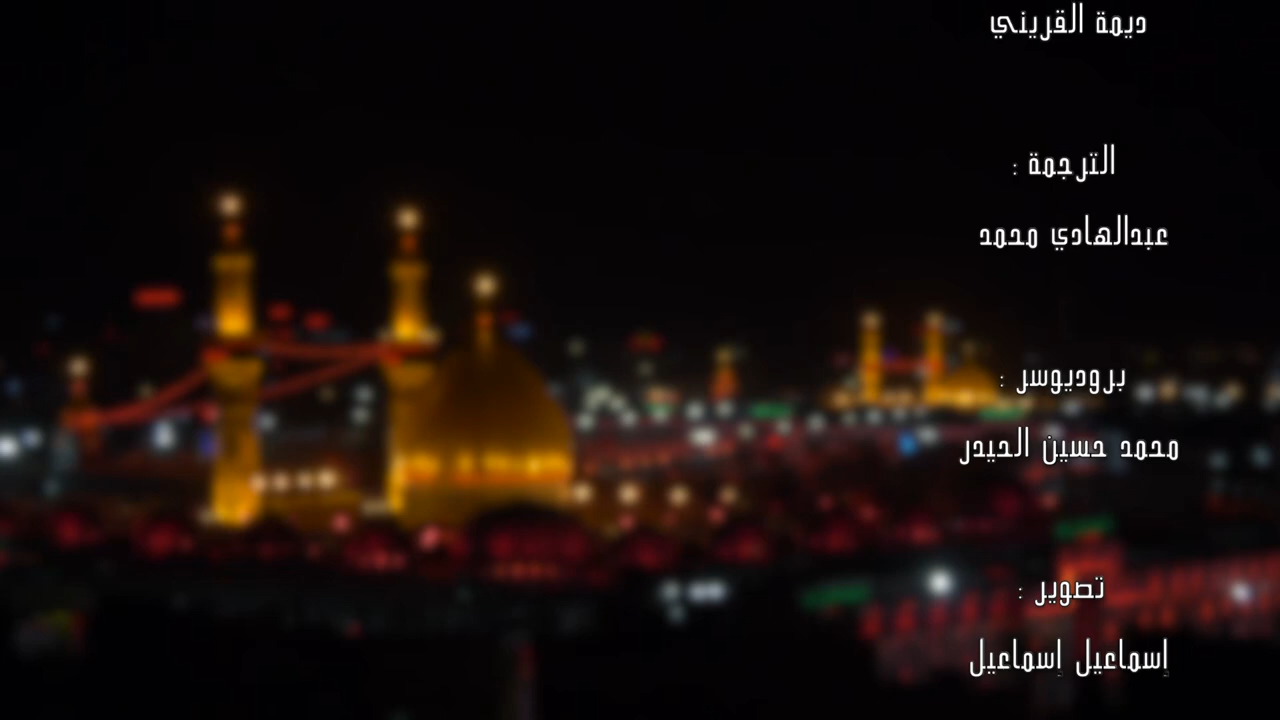 ديمة القريني
الترجمة :
عبدالهادي محمد
بروديوسر :
محمد حسين الحيدر
تصوير :
إسماعيل إسماعيل